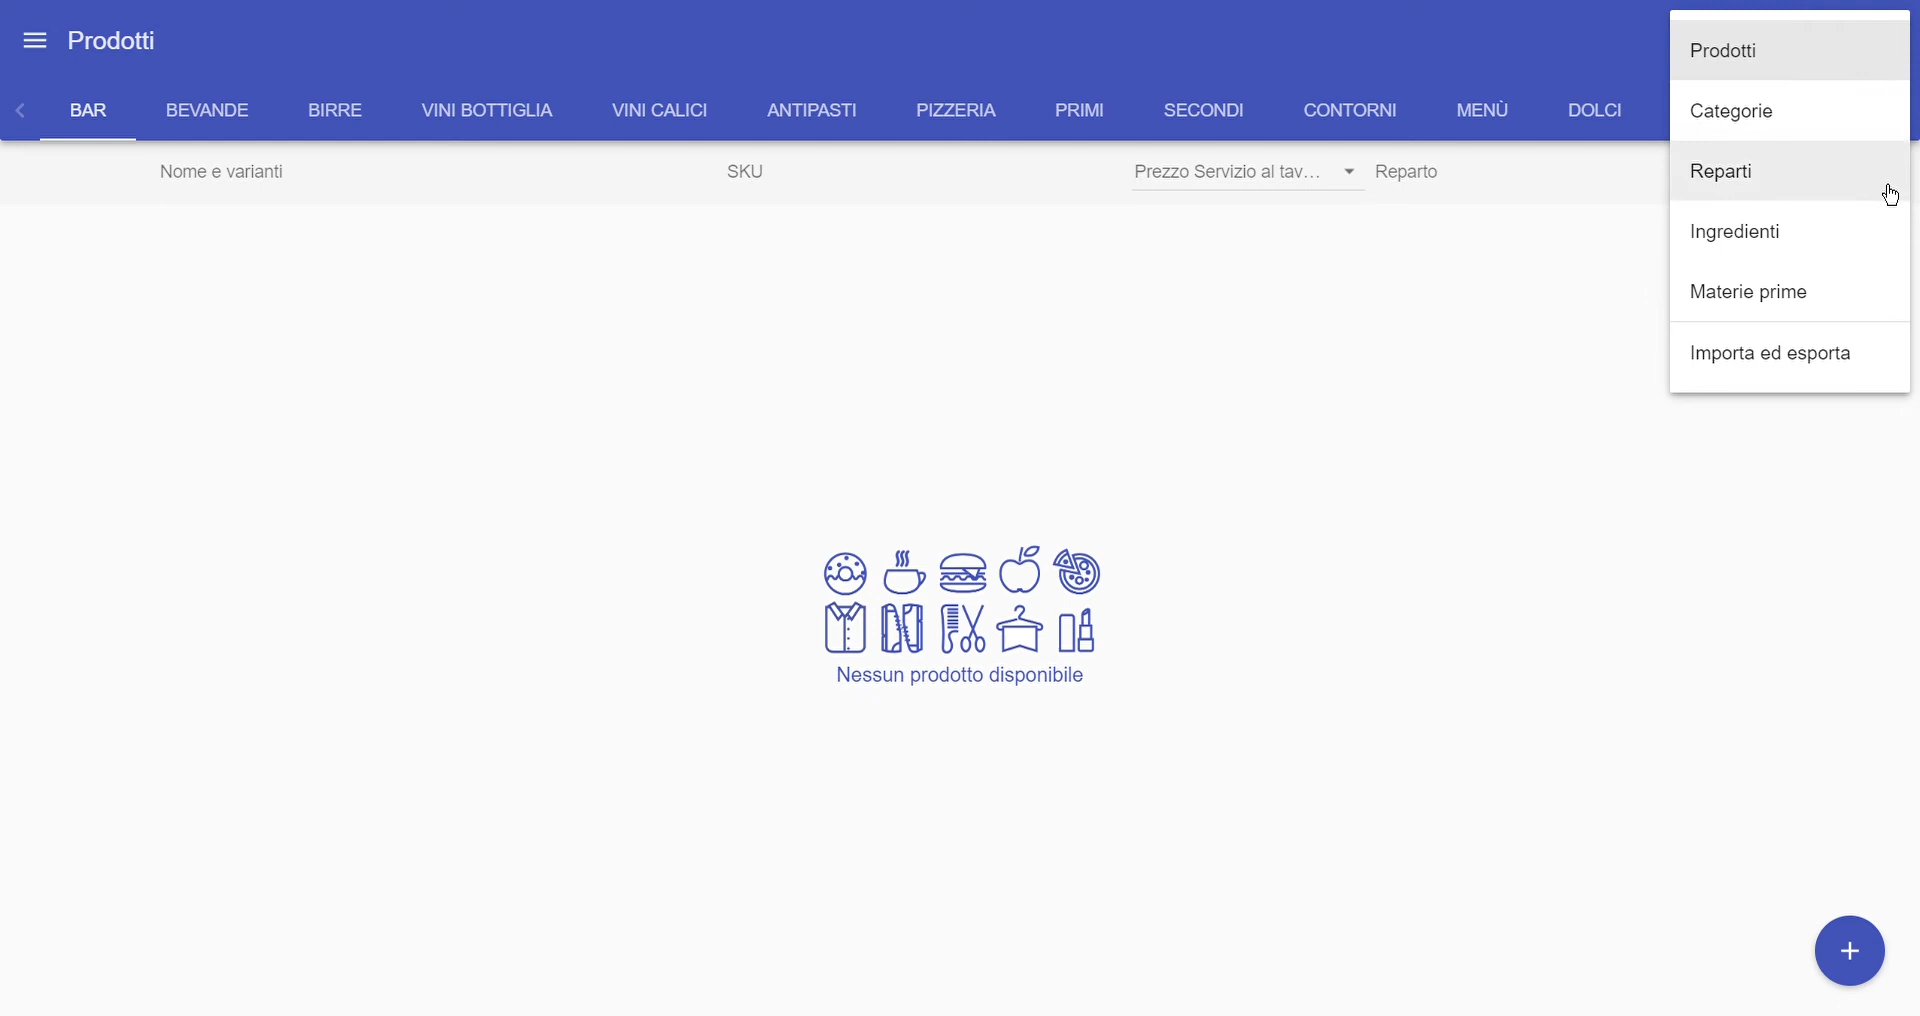 Prodotti
BAR BEVANDE BIRRE VINI BOTTIGLIA VINI CALICI ANTIPASTI PIZZERIA PRIMI SECONDI CONTORNI MENÙ DOLCI
Nome e varianti SKU Prezzo Servizio al tav... Reparto
Prodotti
Categorie
Reparti
Ingredienti
Materie prime
Importa ed esporta
Nessun prodotto disponibile